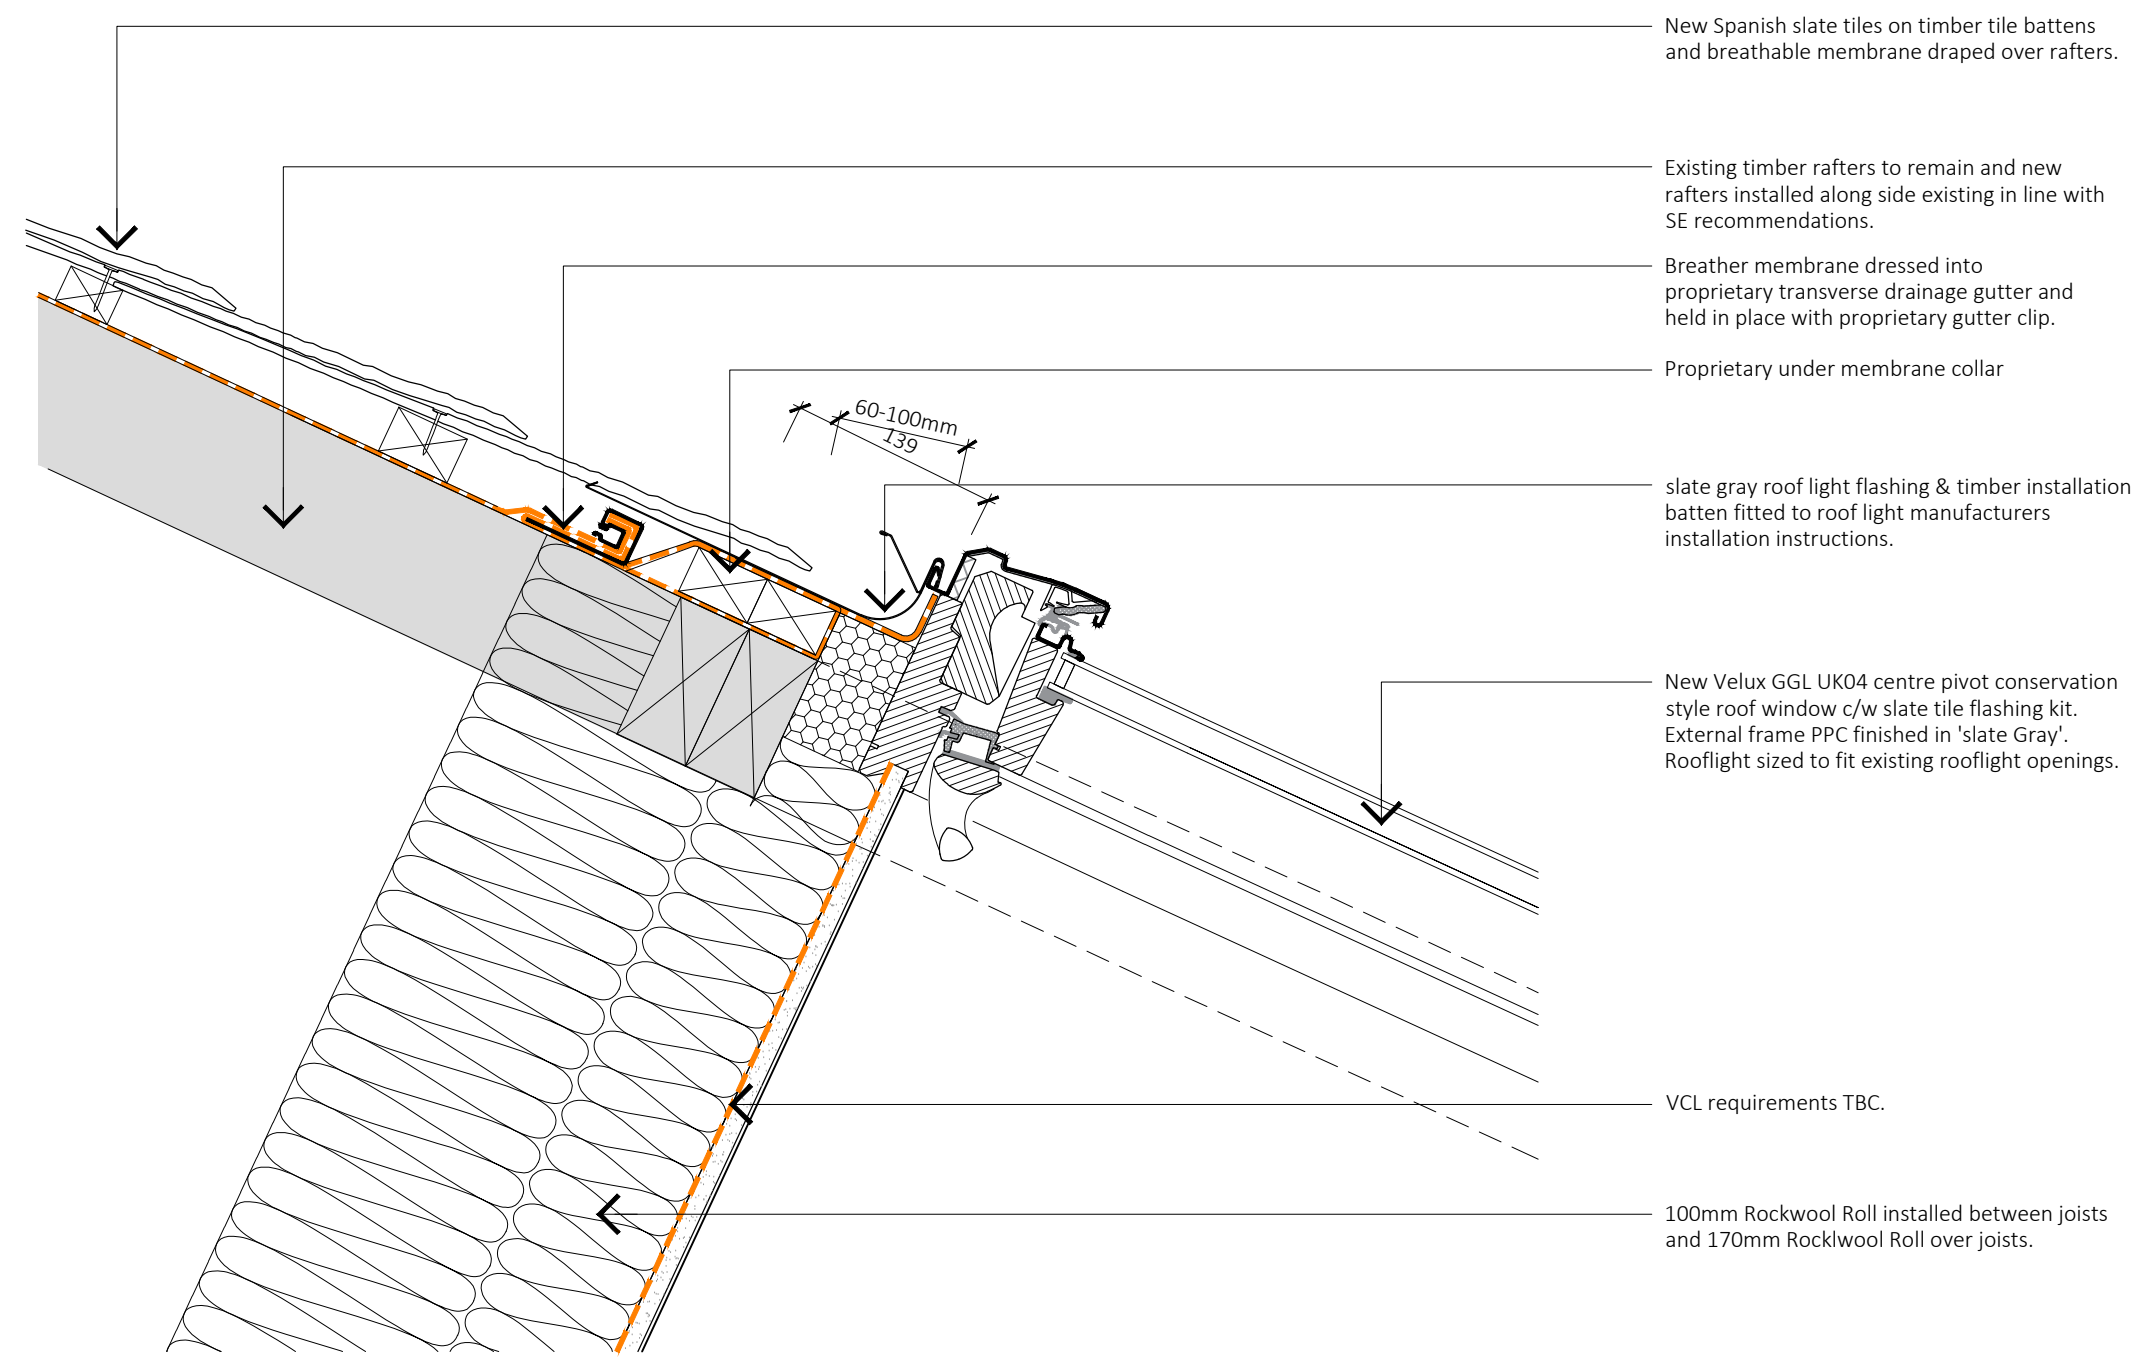 New Spanish slate tiles on timber tile battens
and breathable membrane draped over rafters.
Existing timber rafters to remain and new
rafters installed along side existing in line with
SE recommendations.
Breather membrane dressed into
proprietary transverse drainage gutter and
held in place with proprietary gutter clip.
Proprietary under membrane collar
60-100mm
139
slate gray roof light flashing & timber installation
batten fitted to roof light manufacturers
installation instructions.
New Velux GGL UK04 centre pivot conservation
style roof window c/w slate tile flashing kit.
External frame PPC finished in 'slate Gray'.
Rooflight sized to fit existing rooflight openings.
VCL requirements TBC.
100mm Rockwool Roll installed between joists
and 170mm Rocklwool Roll over joists.